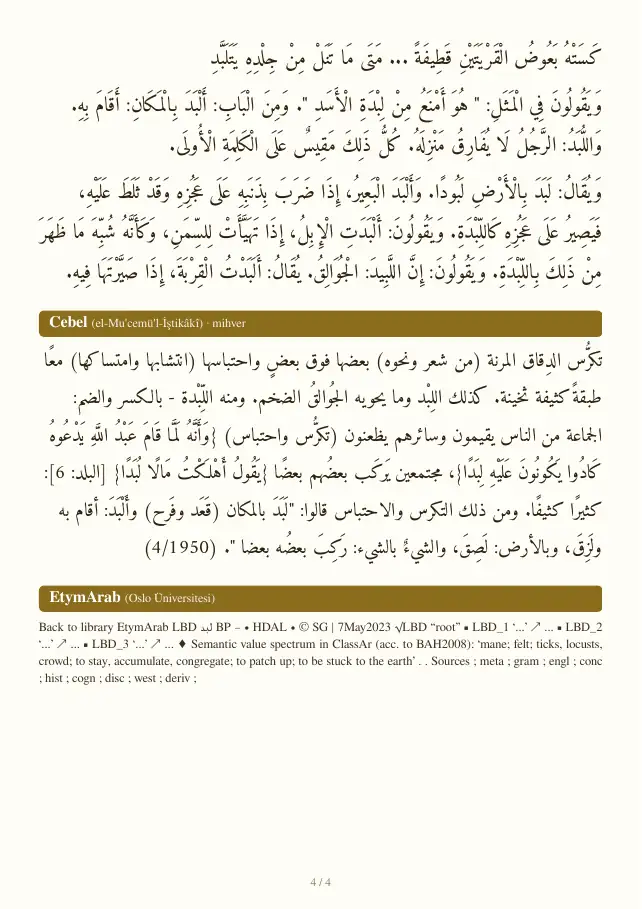 كَسَتْهُ بَعُوضُ الْقَرْيَتَيْنِ قَطِيفَةً ... مَتَى مَا تَنَلْ مِنْ جِلْدِهِ يَتَلَبَّدِ
وَيَقُولُونَ فِي الْمَثَلِ: " هُوَ أَمْنَعُ مِنْ لِبْدَةِ الْأَسَدِ ". وَمِنَ الْبَابِ: أَلْبَدَ بِالْمَكَانِ: أَقَامَ بِهِ.
وَاللُّبَدُ: الرَّجُلُ لَا يُفَارِقُ مَنْزِلَهُ. كُلُّ ذَلِكَ مَقِيسٌ عَلَى الْكَلِمَةِ الْأُولَى.
وَيُقَالُ: لَبَدَ بِالْأَرْضِ لُبُودًا. وَأَلْبَدَ الْبَعِيرُ، إِذَا ضَرَبَ بِذَنَبِهِ عَلَى عَجُزِهِ وَقَدْ ثَلَطَ عَلَيْهِ،
فَيَصِيرُ عَلَى عَجُزِهِ كَاللِّبْدَةِ. وَيَقُولُونَ: أَلْبَدَتِ الْإِبِلُ، إِذَا تَهَيَّأَتْ لِلسِّمَنِ، وَكَأَنَّهُ شُبِّهَ مَا ظَهَرَ
مِنْ ذَلِكَ بِاللِّبْدَةِ. وَيَقُولُونَ: إِنَّ اللَّبِيدَ: الْجُوَالِقُ. يُقَالُ: أَلْبَدْتُ الْقِرْبَةَ، إِذَا صَيَّرْتَهَا فِيهِ.
Cebel (el-Mu'cemü'l-İştikâkî) · mihver
تكرُّس الدِقاق المرنة (من شعر ونحوه) بعضها فوق بعضٍ واحتباسها (انتشابها وامتساكها) معًا
طبقةً كثيفة ثخينة. كذلك اللِبْد وما يحويه الجُوالقُ الضخم. ومنه اللِّبْدة - بالكسر والضم:
الجماعة من الناس يقيمون وسائرهم يظعنون (تكرُّس واحتباس) {وَأَنَّهُ لَمَّا قَامَ عَبْدُ اللَّهِ يَدْعُوهُ
كَادُوا يَكُونُونَ عَلَيْهِ لِبَدًا}، مجتمعين يَركَب بعضُهم بعضًا {يَقُولُ أَهْلَكْتُ مَالًا لُبَدًا} [البلد: 6]:
كثيرًا كثيفًا. ومن ذلك التكرس والاحتباس قالوا: "لَبَدَ بالمكان (قَعَد وفَرح) وأَلْبَدَ: أقام به
ولَزِقَ، وبالأرض: لَصِقَ، والشيءُ بالشيء: رَكِبَ بعضُه بعضا ". (4/1950)
EtymArab (Oslo Üniversitesi)
Back to library EtymArab LBD لبد BP – • HDAL • © SG | 7May2023 √LBD “root” ▪ LBD_1 ‘...’ ↗ ... ▪ LBD_2
‘...’ ↗ ... ▪ LBD_3 ‘...’ ↗ ... ♦ Semantic value spectrum in ClassAr (acc. to BAH2008): ‘mane; felt; ticks, locusts,
crowd; to stay, accumulate, congregate; to patch up; to be stuck to the earth’ . . Sources ; meta ; gram ; engl ; conc
; hist ; cogn ; disc ; west ; deriv ;
4 / 4